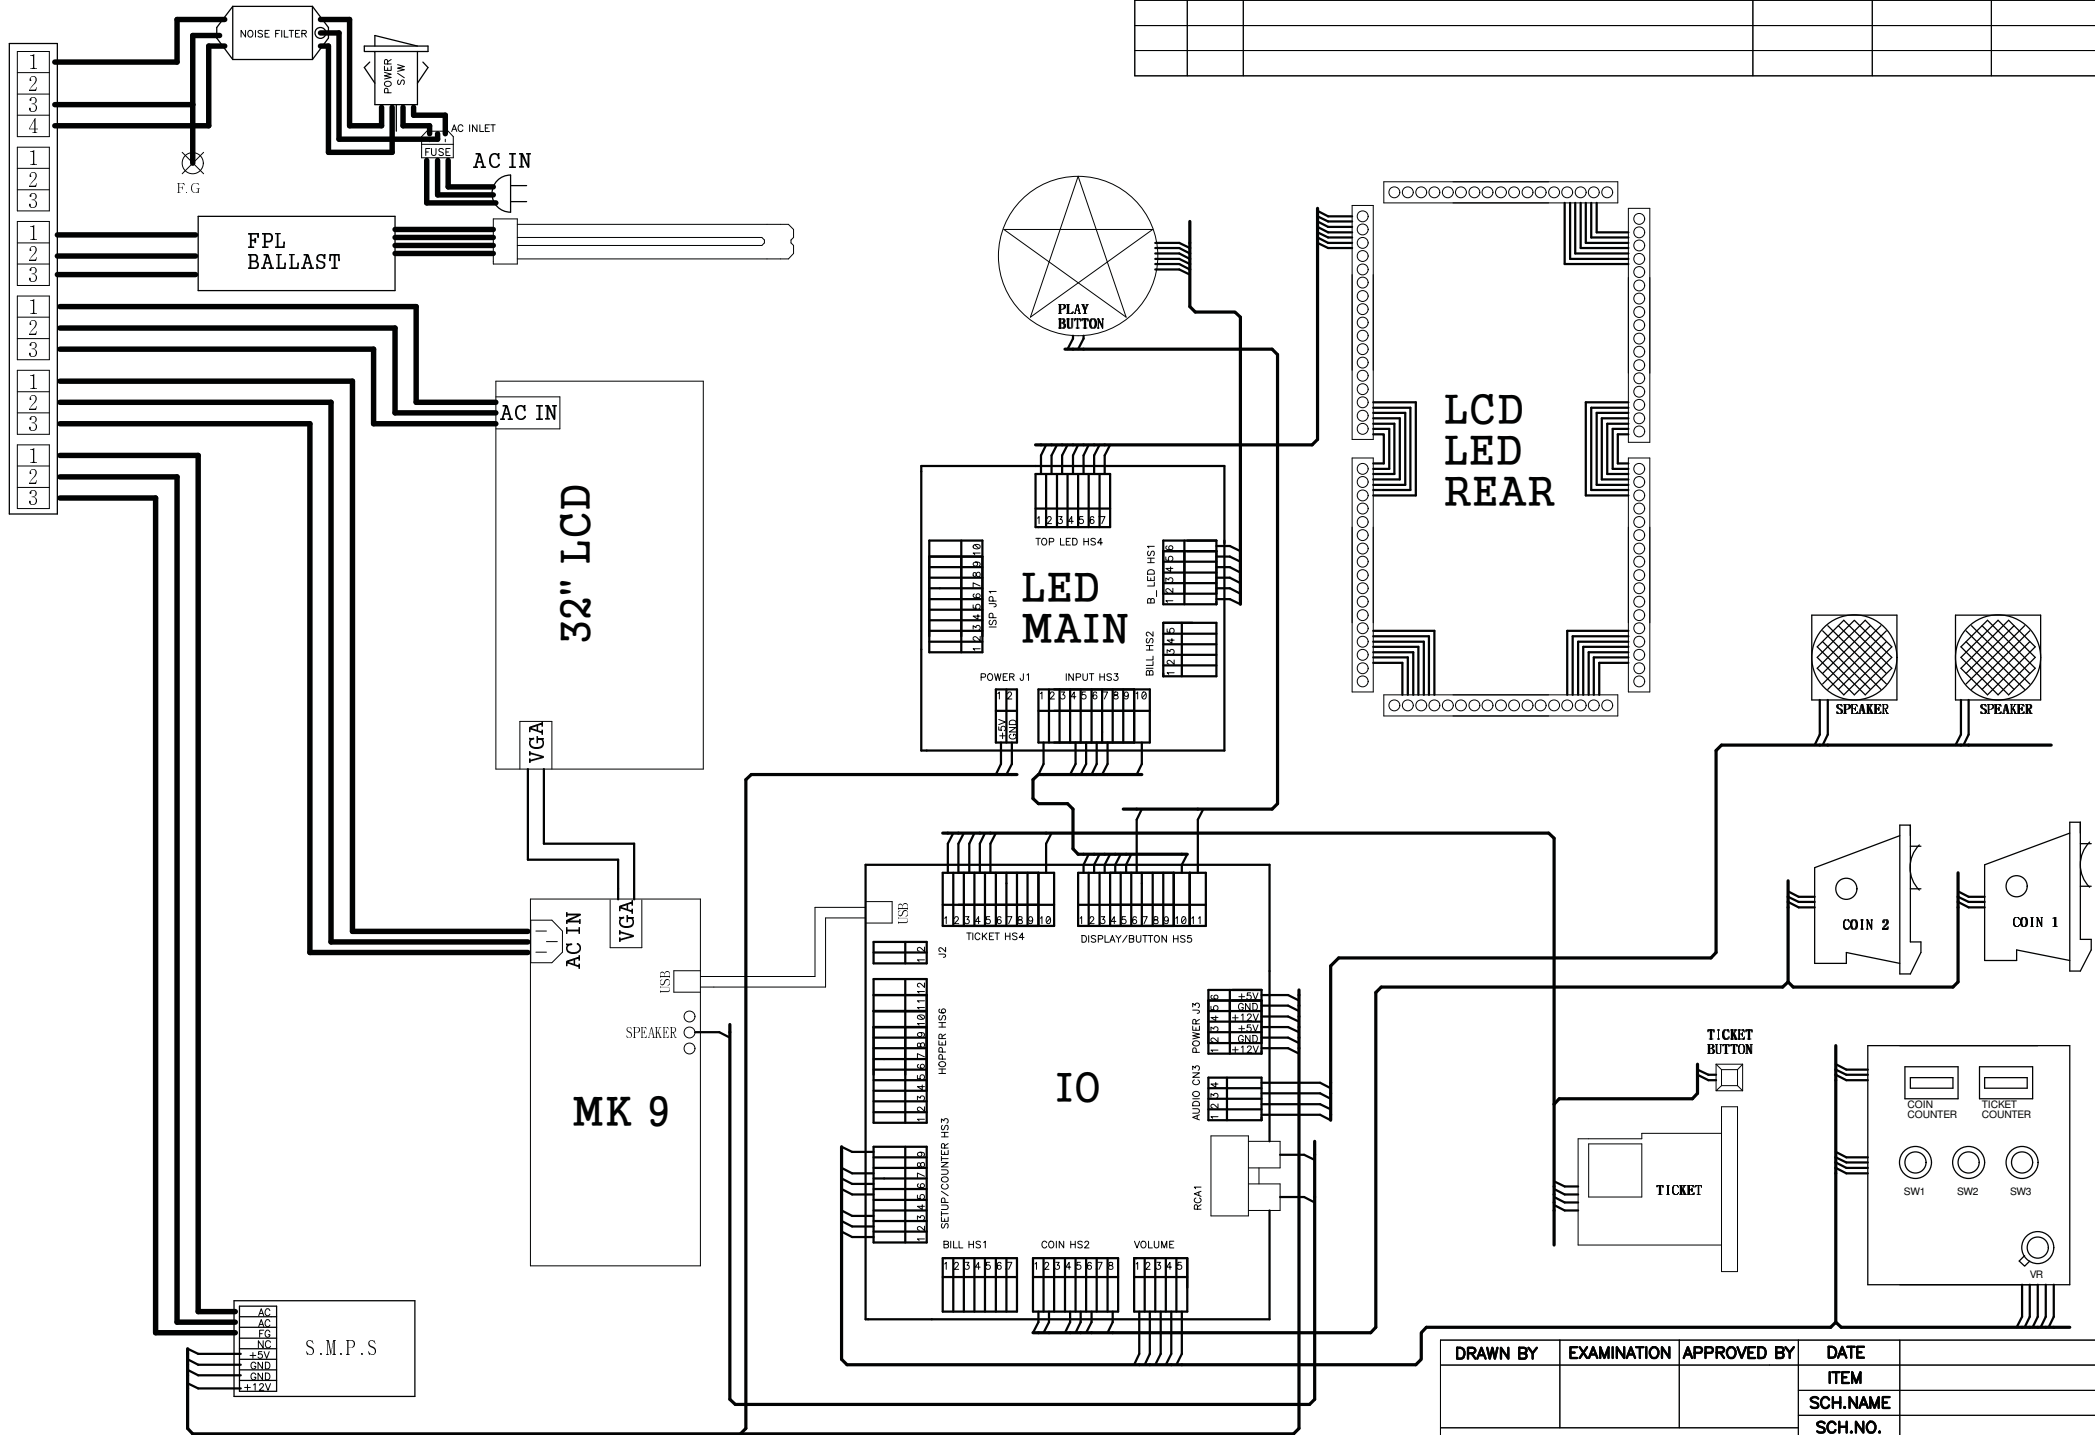 NOISE FILTER
POWER
S/W
1
2
3
4
AC INLET
FUSE
AC IN
F.G
1
2
3
1
2
3
FPL
BALLAST
1
2
3
AC IN
1
2
3
1
2
3
32" LCD
VGA
PLAY
BUTTON
LCD
LED
REAR
1 2 3 4 5 6 7
TOP LED HS4
1 2 3 4 5 6 7 8 9 10
ISP JP1
LED
MAIN
1 2 3 4 5 6
B_LED HS1
1 2 3 4 5
BILL HS2
POWER J1
1 2
+5V
GND
INPUT HS3
1 2 3 4 5 6 7 8 9 10
SPEAKER
SPEAKER
COIN 2
COIN 1
AC IN
VGA
USB
SPEAKER
MK 9
USB
1 2 3 4 5 6 7 8 9 10
TICKET HS4
1 2 3 4 5 6 7 8 9 10 11
DISPLAY/BUTTON HS5
1 2
J2
1 2 3 4 5 6 7 8 9 10 11 12
HOPPER HS6
IO
POWER J3
6 +5V
5 GND
4 +12V
3 +5V
2 GND
1 +12V
AUDIO CN3
1 2 3 4
RCA1
1 2 3 4 5 6 7 8 9
SETUP/COUNTER HS3
BILL HS1
1 2 3 4 5 6 7
COIN HS2
1 2 3 4 5 6 7 8
VOLUME
1 2 3 4 5
TICKET
BUTTON
TICKET
COIN
COUNTER
TICKET
COUNTER
SW1
SW2
SW3
VR
AC
AC
FG
NC
+5V
GND
GND
+12V
S.M.P.S
DRAWN BY
EXAMINATION
APPROVED BY
DATE
ITEM
SCH.NAME
SCH.NO.